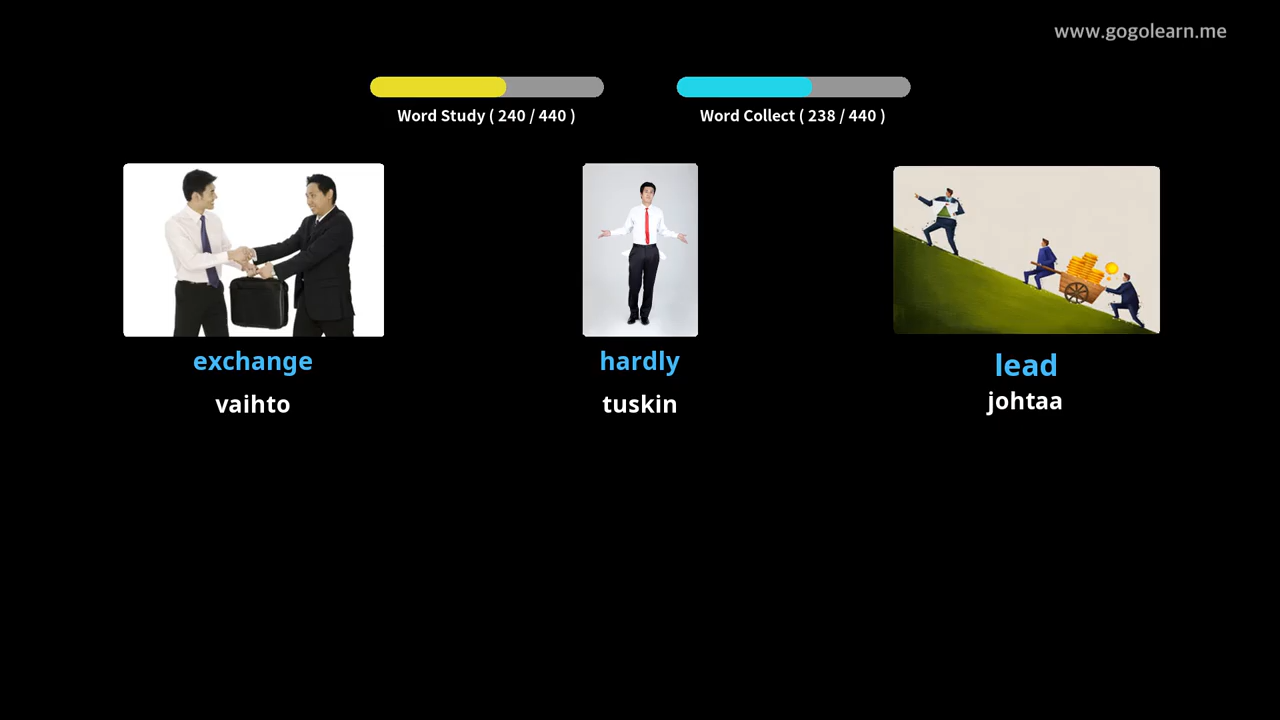 www.gogolearn.me
Word Study ( 240 / 440 )
Word Collect ( 238 / 440 )
exchange
hardly
lead
vaihto
tuskin
johtaa